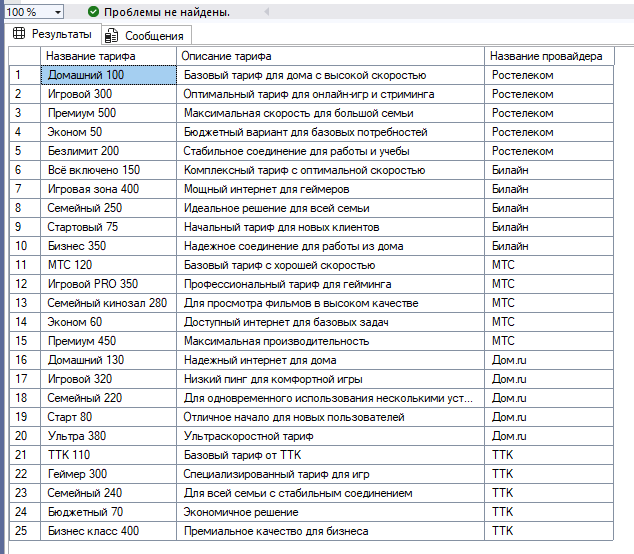 100 % Проблемы не найдены.
Результаты Сообщения
Название тарифа Описание тарифа Название провайдера
1 Домашний 100 Базовый тариф для дома с высокой скоростью Ростелеком
2 Игровой 300 Оптимальный тариф для онлайн-игр и стриминга Ростелеком
3 Премиум 500 Максимальная скорость для большой семьи Ростелеком
4 Эконом 50 Бюджетный вариант для базовых потребностей Ростелеком
5 Безлимит 200 Стабильное соединение для работы и учебы Ростелеком
6 Всё включено 150 Комплексный тариф с оптимальной скоростью Билайн
7 Игровая зона 400 Мощный интернет для геймеров Билайн
8 Семейный 250 Идеальное решение для всей семьи Билайн
9 Стартовый 75 Начальный тариф для новых клиентов Билайн
10 Бизнес 350 Надежное соединение для работы из дома Билайн
11 МТС 120 Базовый тариф с хорошей скоростью МТС
12 Игровой PRO 350 Профессиональный тариф для гейминга МТС
13 Семейный кинозал 280 Для просмотра фильмов в высоком качестве МТС
14 Эконом 60 Доступный интернет для базовых задач МТС
15 Премиум 450 Максимальная производительность МТС
16 Домашний 130 Надежный интернет для дома Дом.ru
17 Игровой 320 Низкий пинг для комфортной игры Дом.ru
18 Семейный 220 Для одновременного использования несколькими уст... Дом.ru
19 Старт 80 Отличное начало для новых пользователей Дом.ru
20 Ультра 380 Ультраскоростной тариф Дом.ru
21 ТТК 110 Базовый тариф от ТТК ТТК
22 Геймер 300 Специализированный тариф для игр ТТК
23 Семейный 240 Для всей семьи с стабильным соединением ТТК
24 Бюджетный 70 Экономичное решение ТТК
25 Бизнес класс 400 Премиальное качество для бизнеса ТТК